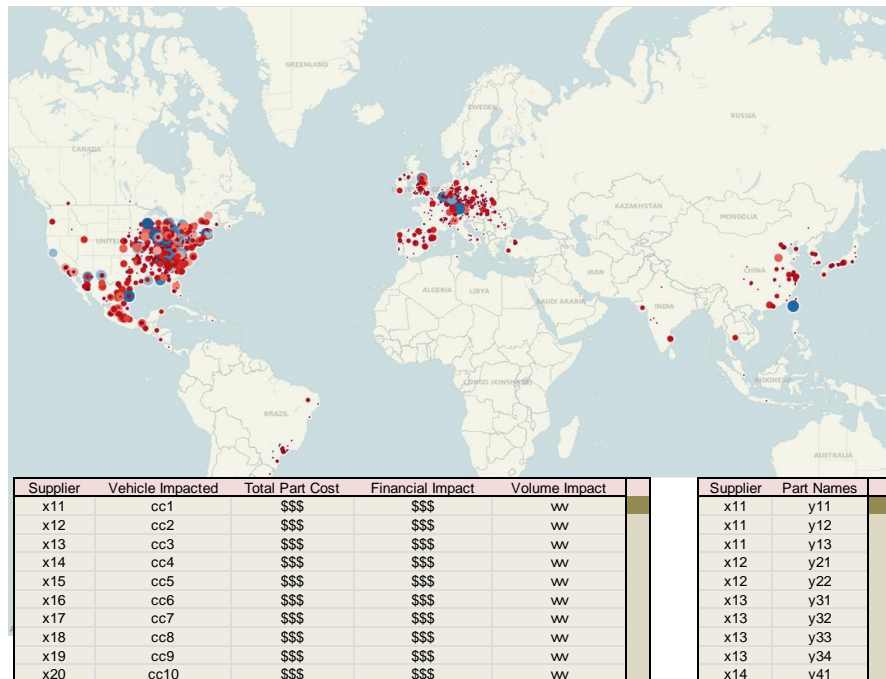 GREENLAND
SWEDEN
RUSSIA
CANADA
KAZAKHSTAN
MONGOLIA
UNITED
CHINA
IRAN
ALGERIA LIBYA
SAUDI ARABIA
INDIA
CONGO (KINSHASA)
INDONESIA
BRAZIL
AUSTRALIA
Supplier Vehicle Impacted Total Part Cost Financial Impact Volume Impact
x11 cc1 $$$ $$$ vv
x12 cc2 $$$ $$$ vv
x13 cc3 $$$ $$$ vv
x14 cc4 $$$ $$$ vv
x15 cc5 $$$ $$$ vv
x16 cc6 $$$ $$$ vv
x17 cc7 $$$ $$$ vv
x18 cc8 $$$ $$$ vv
x19 cc9 $$$ $$$ vv
x20 cc10 $$$ $$$ vv
Supplier Part Names
x11 y11
x11 y12
x11 y13
x12 y21
x12 y22
x13 y31
x13 y32
x13 y33
x13 y34
x14 y41